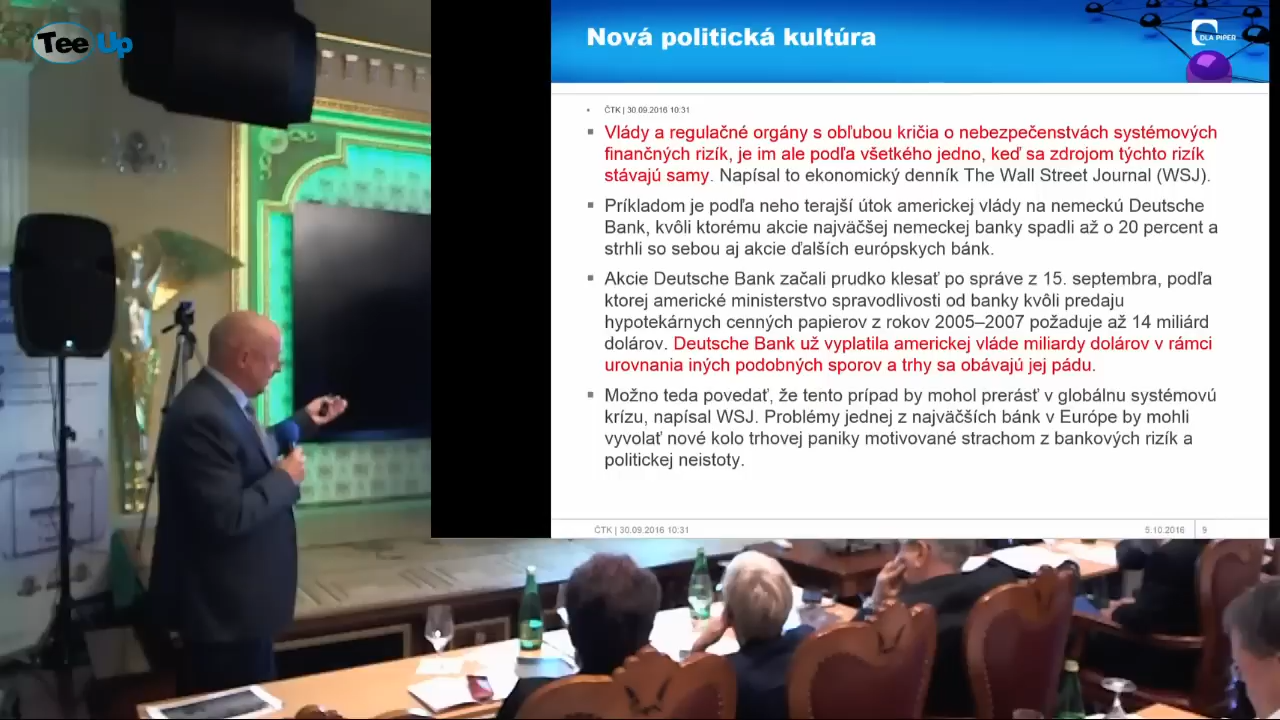 Tee Up
Nová politická kultúra
DLA PIPER
ČTK | 30.09.2016 10:31
Vlády a regulačné orgány s obľubou kričia o nebezpečenstvách systémových
finančných rizík, je im ale podľa všetkého jedno, keď sa zdrojom týchto rizík
stávajú samy. Napísal to ekonomický denník The Wall Street Journal (WSJ).
Príkladom je podľa neho terajší útok americkej vlády na nemeckú Deutsche
Bank, kvôli ktorému akcie najväčšej nemeckej banky spadli až o 20 percent a
strhli so sebou aj akcie ďalších európskych bánk.
Akcie Deutsche Bank začali prudko klesať po správe z 15. septembra, podľa
ktorej americké ministerstvo spravodlivosti od banky kvôli predaju
hypotekárnych cenných papierov z rokov 2005–2007 požaduje až 14 miliárd
dolárov. Deutsche Bank už vyplatila americkej vláde miliardy dolárov v rámci
urovnania iných podobných sporov a trhy sa obávajú jej pádu.
Možno teda povedať, že tento prípad by mohol prerásť v globálnu systémovú
krízu, napísal WSJ. Problémy jednej z najväčších bánk v Európe by mohli
vyvolať nové kolo trhovej paniky motivované strachom z bankových rizík a
politickej neistoty.
ČTK | 30.09.2016 10:31
5.10.2016
9